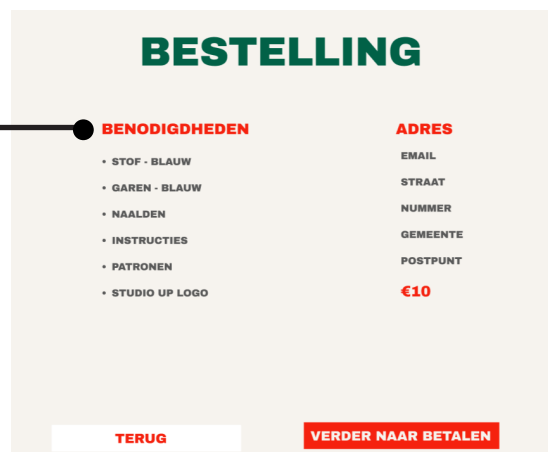 BESTELLING
BENODIGDHEDEN
• STOF - BLAUW
• GAREN - BLAUW
• NAALDEN
• INSTRUCTIES
• PATRONEN
• STUDIO UP LOGO
ADRES
EMAIL
STRAAT
NUMMER
GEMEENTE
POSTPUNT
€10
TERUG
VERDER NAAR BETALEN